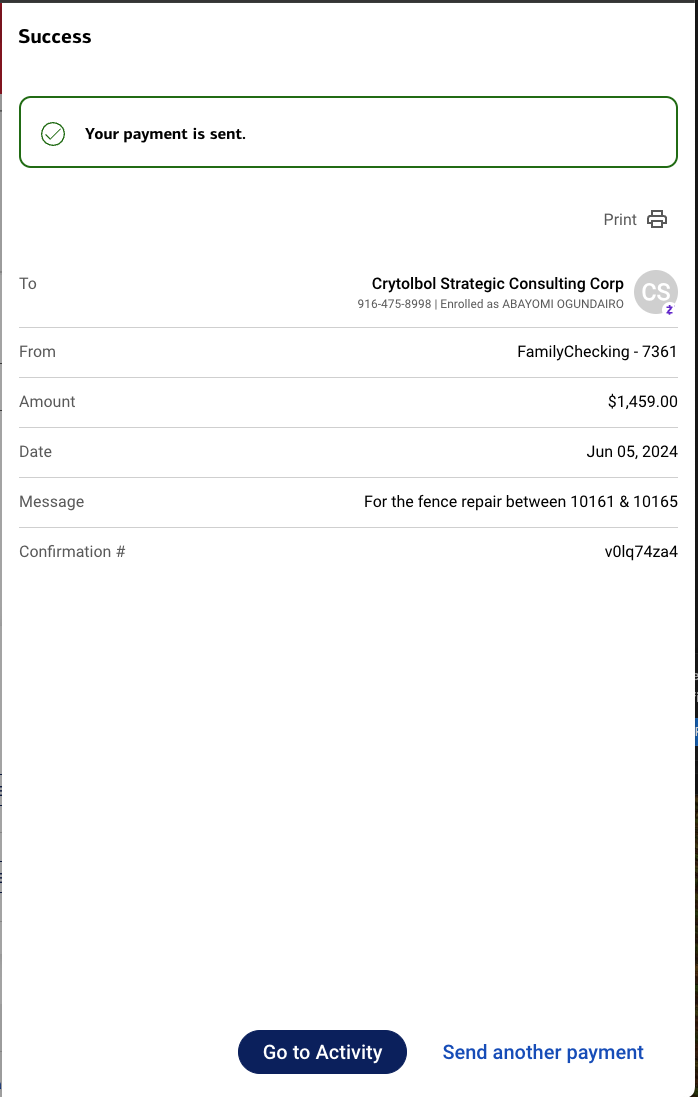 Success
Your payment is sent.
Print
To
Crytolbol Strategic Consulting Corp
916-475-8998 | Enrolled as ABAYOMI OGUNDAIRO
CS
From
FamilyChecking - 7361
Amount
$1,459.00
Date
Jun 05, 2024
Message
For the fence repair between 10161 & 10165
Confirmation #
v0lq74za4
Go to Activity
Send another payment